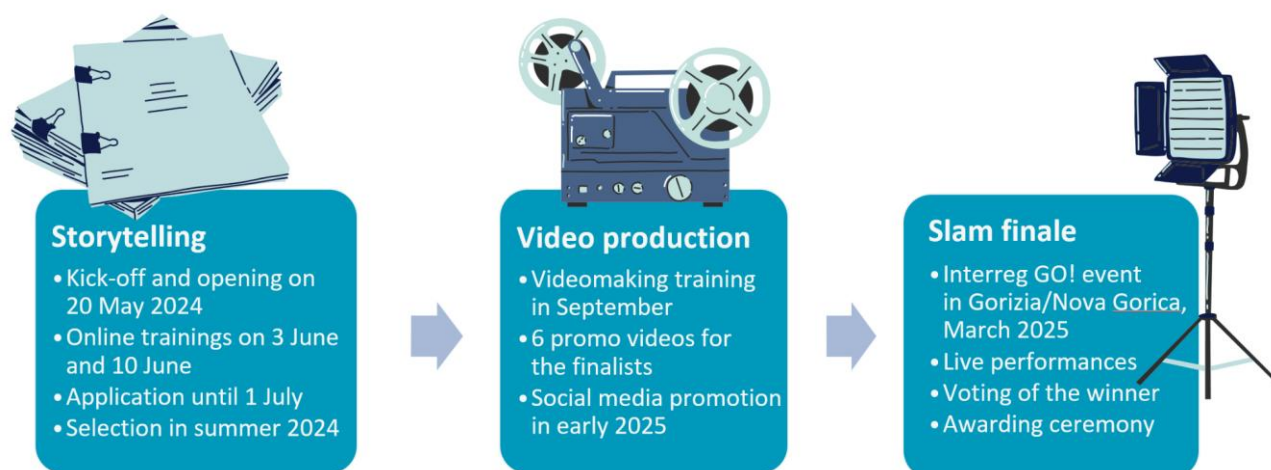 Storytelling
• Kick-off and opening on
20 May 2024
• Online trainings on 3 June
and 10 June
• Application until 1 July
• Selection in summer 2024
Video production
• Videomaking training
in September
• 6 promo videos for
the finalists
• Social media promotion
in early 2025
Slam finale
• Interreg GO! event
in Gorizia/Nova Gorica,
March 2025
• Live performances
• Voting of the winner
• Awarding ceremony